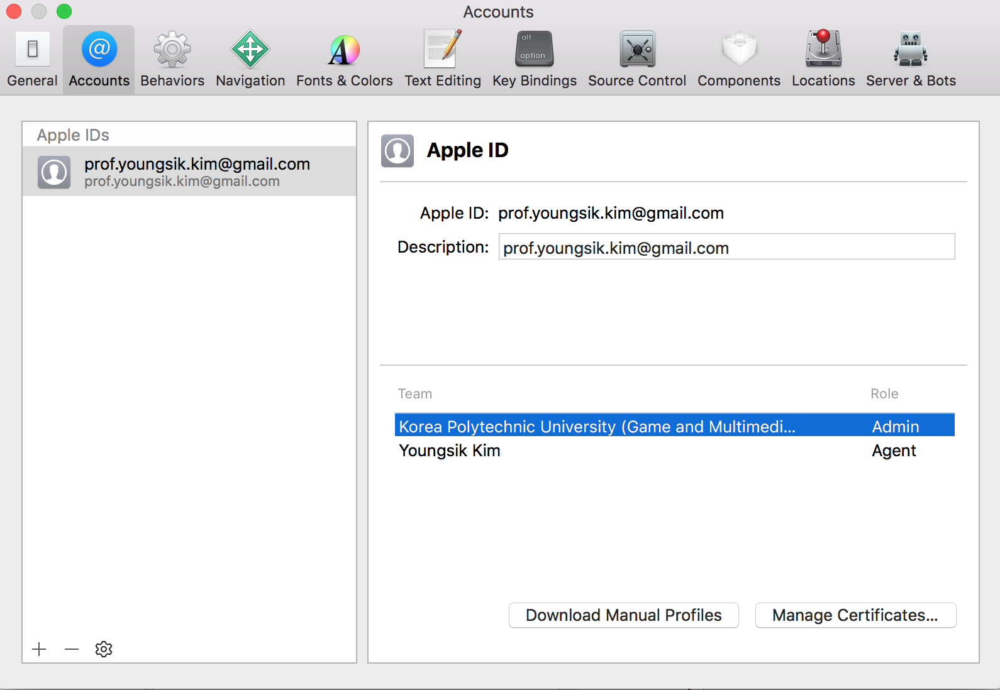 Accounts
General Accounts Behaviors Navigation Fonts & Colors Text Editing Key Bindings Source Control Components Locations Server & Bots
alt
option
Apple IDs
prof.youngsik.kim@gmail.com
prof.youngsik.kim@gmail.com
Apple ID
Apple ID: prof.youngsik.kim@gmail.com
Description: prof.youngsik.kim@gmail.com
Team Role
Korea Polytechnic University (Game and Multimedi... Admin
Youngsik Kim Agent
Download Manual Profiles Manage Certificates...